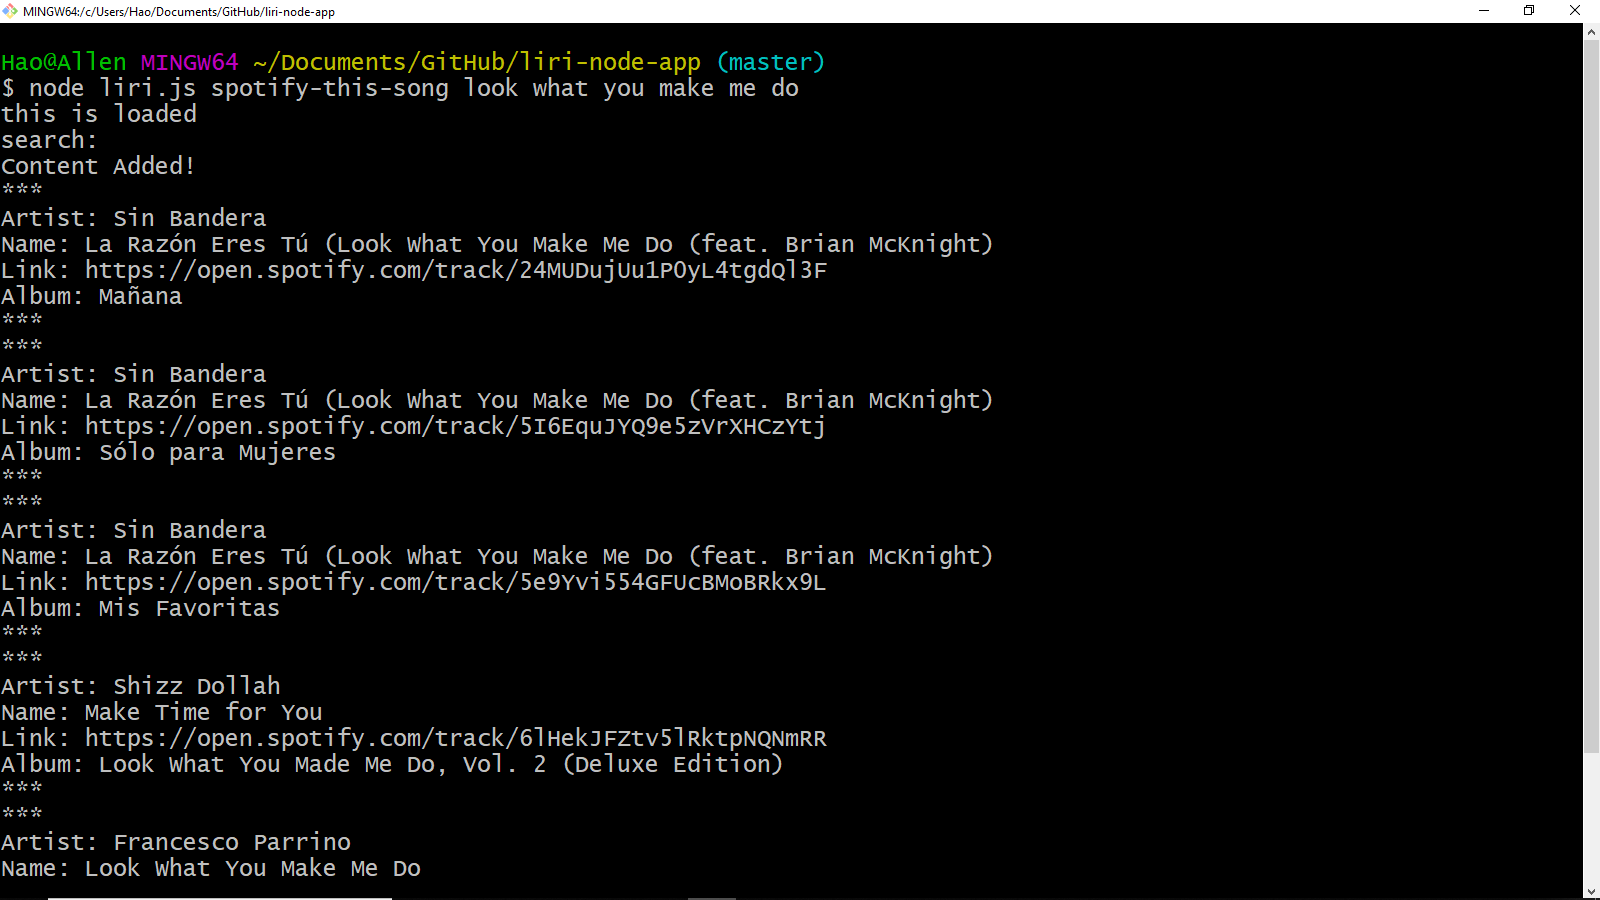 MINGW64:/c/Users/Hao/Documents/GitHub/liri-node-app
Hao@Allen MINGW64 ~/Documents/GitHub/liri-node-app (master)
$ node liri.js spotify-this-song look what you make me do
this is loaded
search:
Content Added!
***
Artist: Sin Bandera
Name: La Razón Eres Tú (Look What You Make Me Do (feat. Brian McKnight)
Link: https://open.spotify.com/track/24MUDujUu1P0yL4tgdQl3F
Album: Mañana
***
***
Artist: Sin Bandera
Name: La Razón Eres Tú (Look What You Make Me Do (feat. Brian McKnight)
Link: https://open.spotify.com/track/5I6EquJYQ9e5zVrXHCzYtj
Album: Sólo para Mujeres
***
***
Artist: Sin Bandera
Name: La Razón Eres Tú (Look What You Make Me Do (feat. Brian McKnight)
Link: https://open.spotify.com/track/5e9Yvi554GFUcBMoBRkx9L
Album: Mis Favoritas
***
***
Artist: Shizz Dollah
Name: Make Time for You
Link: https://open.spotify.com/track/6lHekJFZtv5lRktpNQNmRR
Album: Look What You Made Me Do, Vol. 2 (Deluxe Edition)
***
***
Artist: Francesco Parrino
Name: Look What You Make Me Do